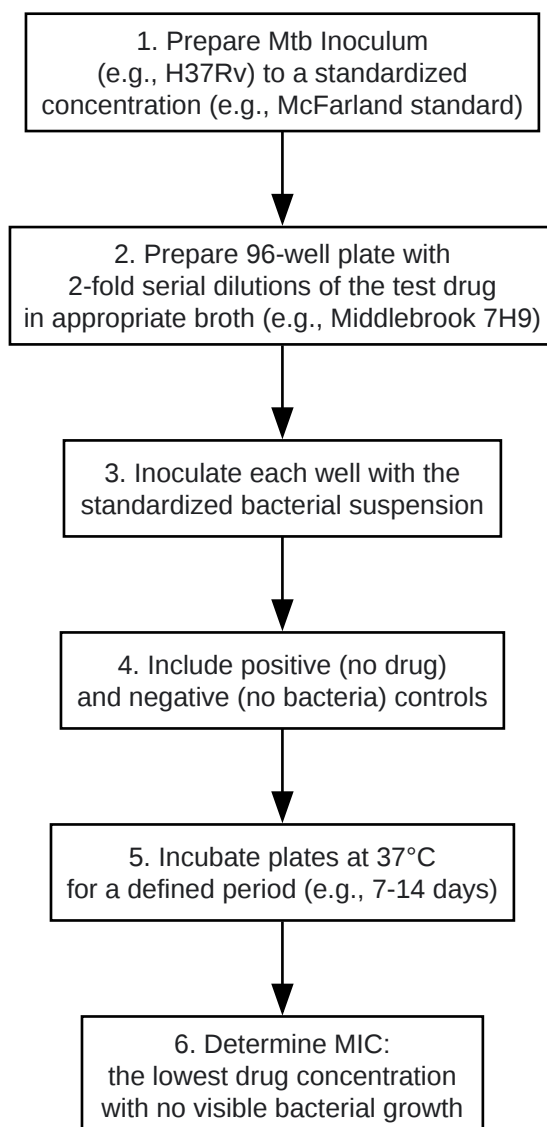 1. Prepare Mtb Inoculum
(e.g., H37Rv) to a standardized
concentration (e.g., McFarland standard)
2. Prepare 96-well plate with
2-fold serial dilutions of the test drug
in appropriate broth (e.g., Middlebrook 7H9)
3. Inoculate each well with the
standardized bacterial suspension
4. Include positive (no drug)
and negative (no bacteria) controls
5. Incubate plates at 37°C
for a defined period (e.g., 7-14 days)
6. Determine MIC:
the lowest drug concentration
with no visible bacterial growth